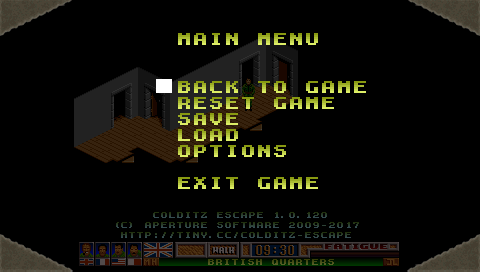 MAIN MENU
BACK TO GAME
RESET GAME
SAVE
LOAD
OPTIONS
EXIT GAME
COLDITZ ESCAPE 1.0.120
(C) APERTURE SOFTWARE 2009-2017
HTTP://TINY.CC/COLDITZ-ESCAPE
WALK 09:30 FATIGUE
BRITISH QUARTERS